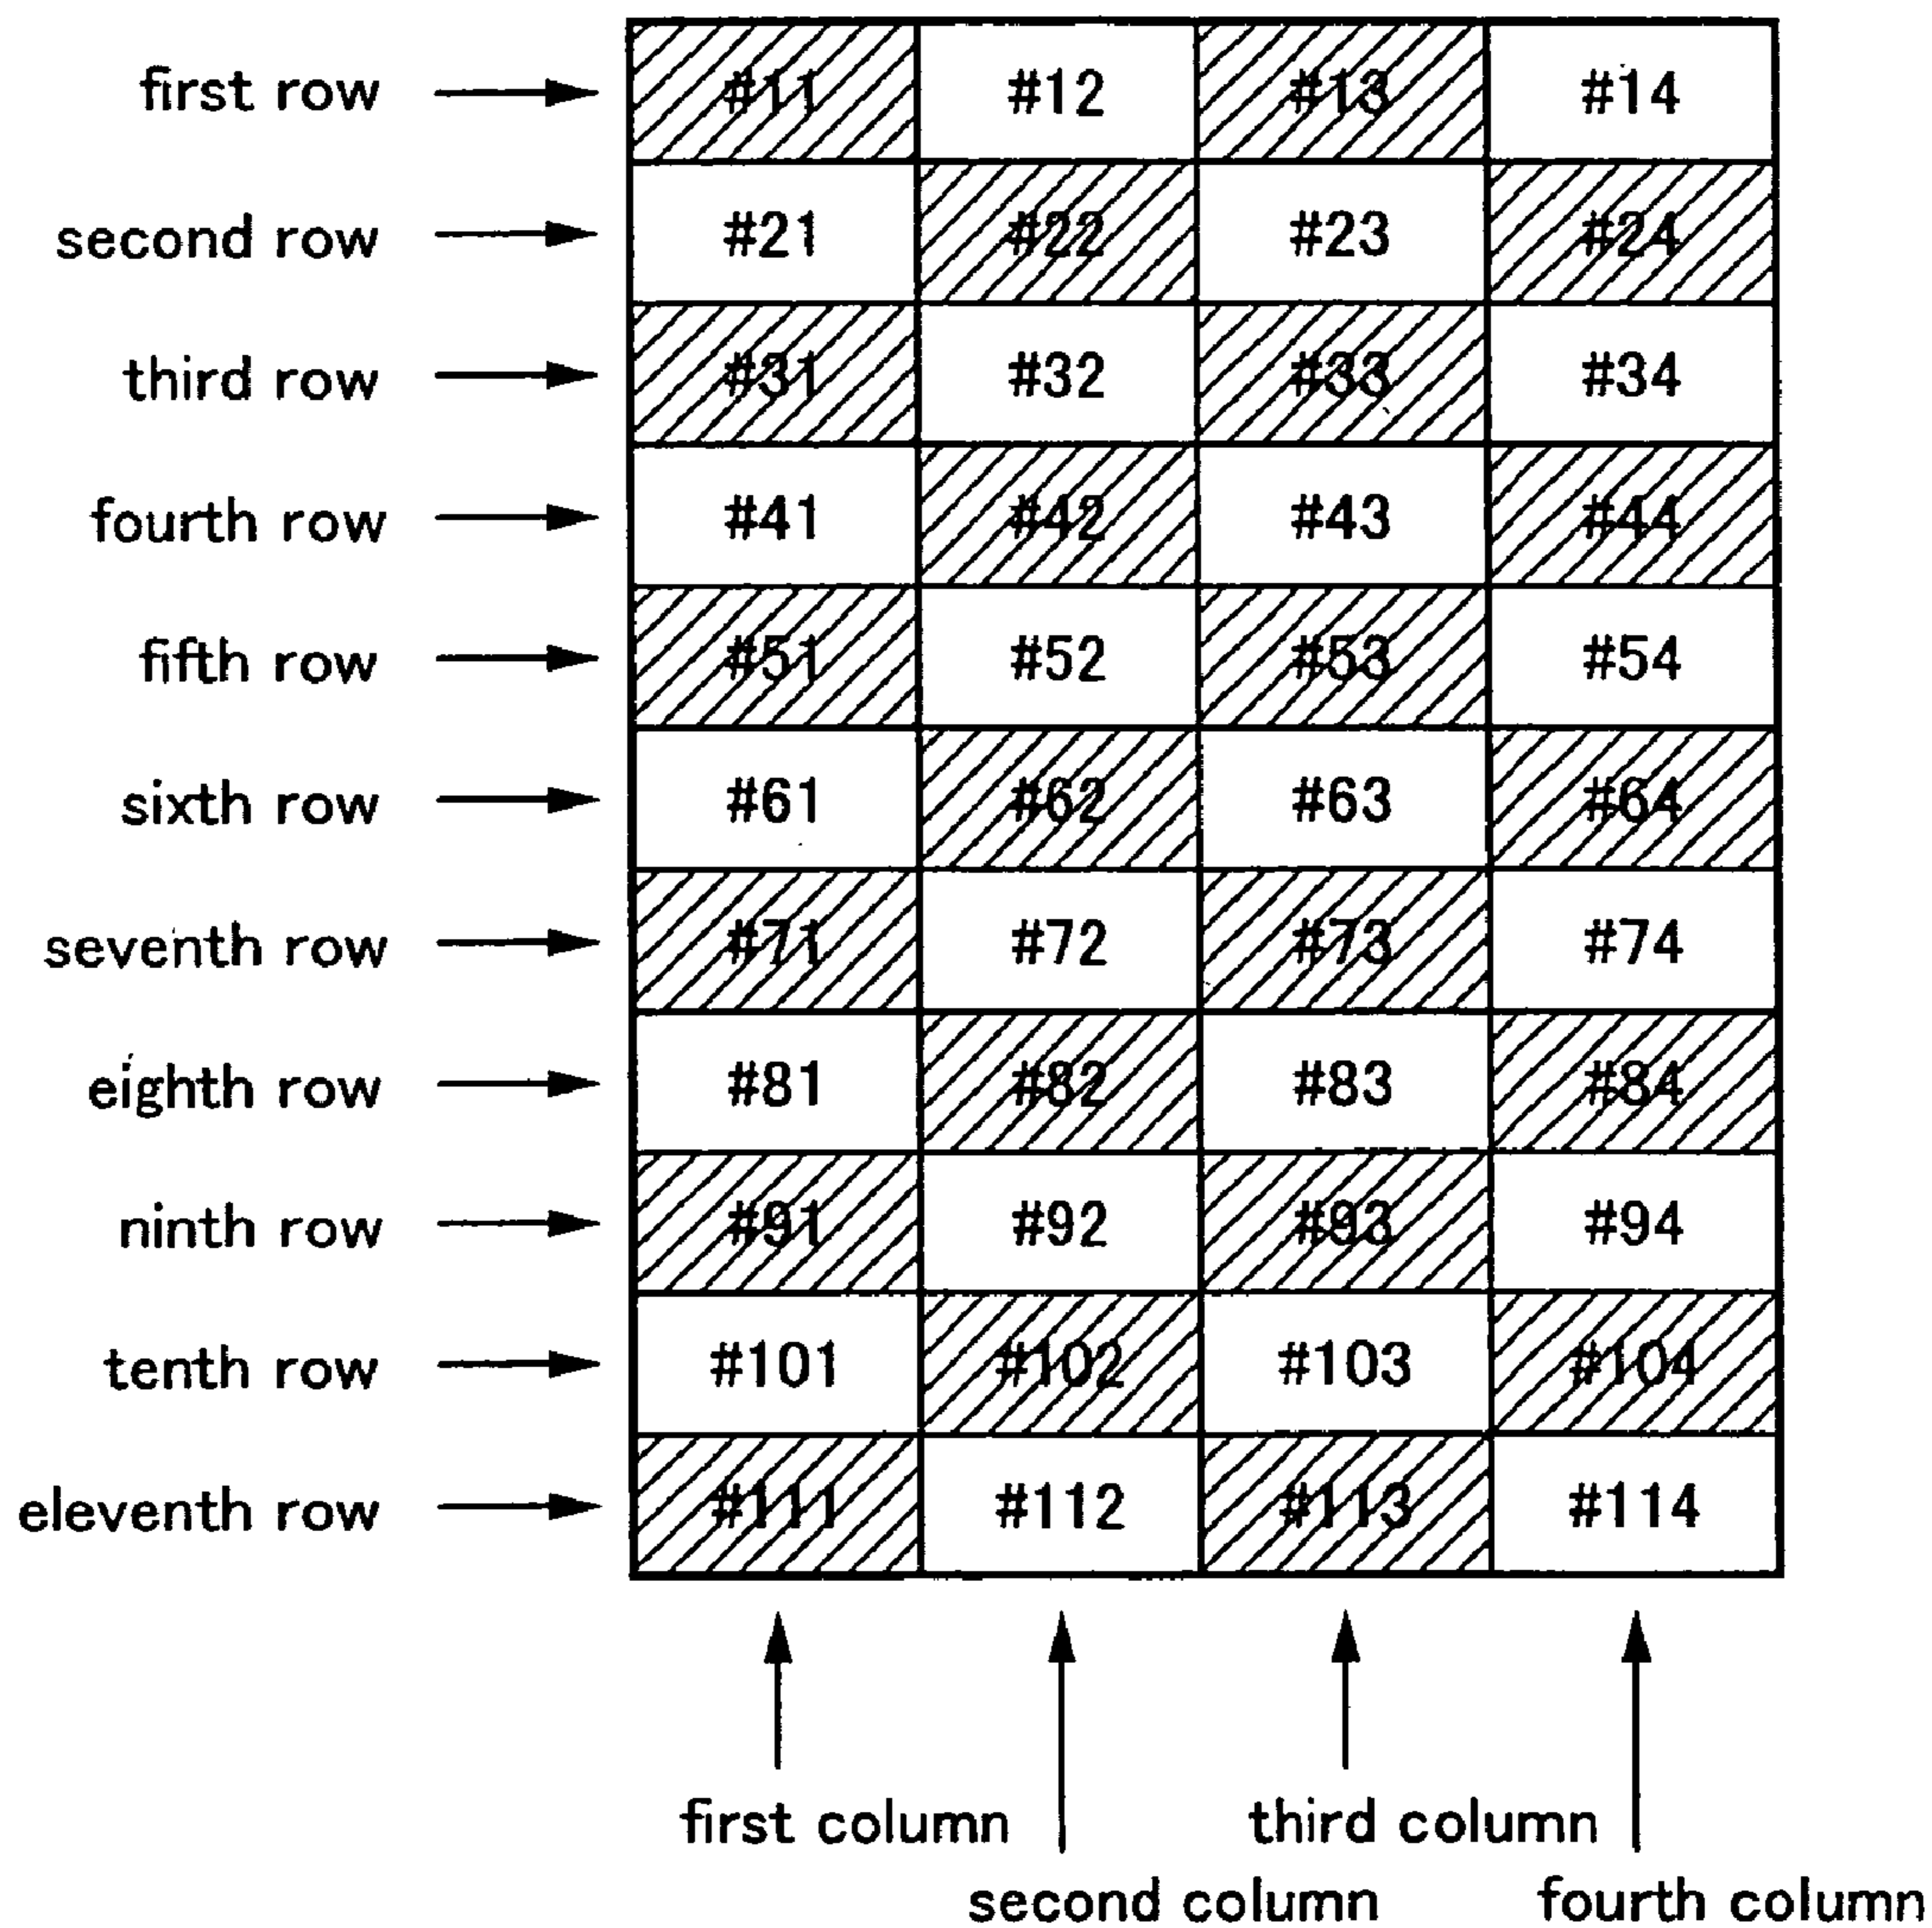 first row #11 #12 #13 #14
second row #21 #22 #23 #24
third row #31 #32 #33 #34
fourth row #41 #42 #43 #44
fifth row #51 #52 #53 #54
sixth row #61 #62 #63 #64
seventh row #71 #72 #73 #74
eighth row #81 #82 #83 #84
ninth row #91 #92 #93 #94
tenth row #101 #102 #103 #104
eleventh row #111 #112 #113 #114
first column third column
second column fourth column